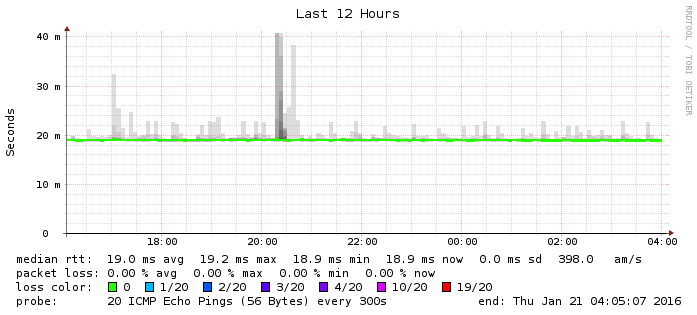 Last 12 Hours
RRDTOOL / TOBI OETIKER
Seconds
40 m
30 m
20 m
10 m
0
18:00 20:00 22:00 00:00 02:00 04:00
median rtt: 19.0 ms avg 19.2 ms max 18.9 ms min 18.9 ms now 0.0 ms sd 398.0 am/s
packet loss: 0.00 % avg 0.00 % max 0.00 % min 0.00 % now
loss color: 0 1/20 2/20 3/20 4/20 10/20 19/20
probe: 20 ICMP Echo Pings (56 Bytes) every 300s end: Thu Jan 21 04:05:07 2016